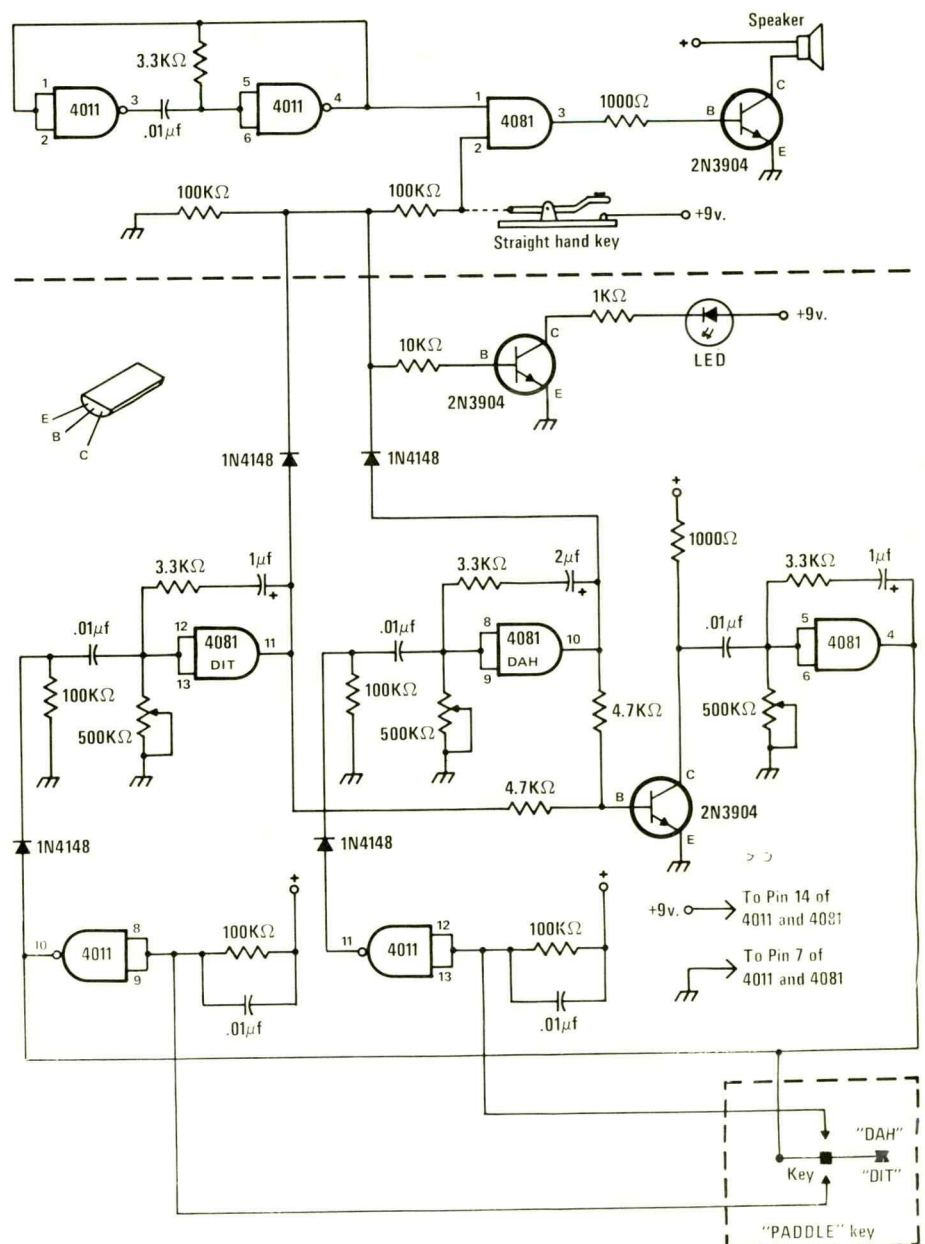 Speaker
+
3.3KΩ
1
2
4011
3
.01µf
5
6
4011
4
1
2
4081
3
1000Ω
B
C
E
2N3904
100KΩ
100KΩ
+9v.
Straight hand key
1KΩ
+9v.
LED
10KΩ
B
C
E
2N3904
E
B
C
1N4148
1N4148
+
1000Ω
3.3KΩ
1µf
+
.01µf
12
13
4081
DIT
11
100KΩ
500KΩ
3.3KΩ
2µf
+
.01µf
8
9
4081
DAH
10
100KΩ
500KΩ
4.7KΩ
3.3KΩ
1µf
+
.01µf
5
6
4081
4
500KΩ
4.7KΩ
B
C
E
2N3904
1N4148
1N4148
+
+
10
4011
8
9
100KΩ
.01µf
11
4011
12
13
100KΩ
.01µf
+9v.
To Pin 14 of
4011 and 4081
To Pin 7 of
4011 and 4081
"DAH"
Key
"DIT"
"PADDLE" key